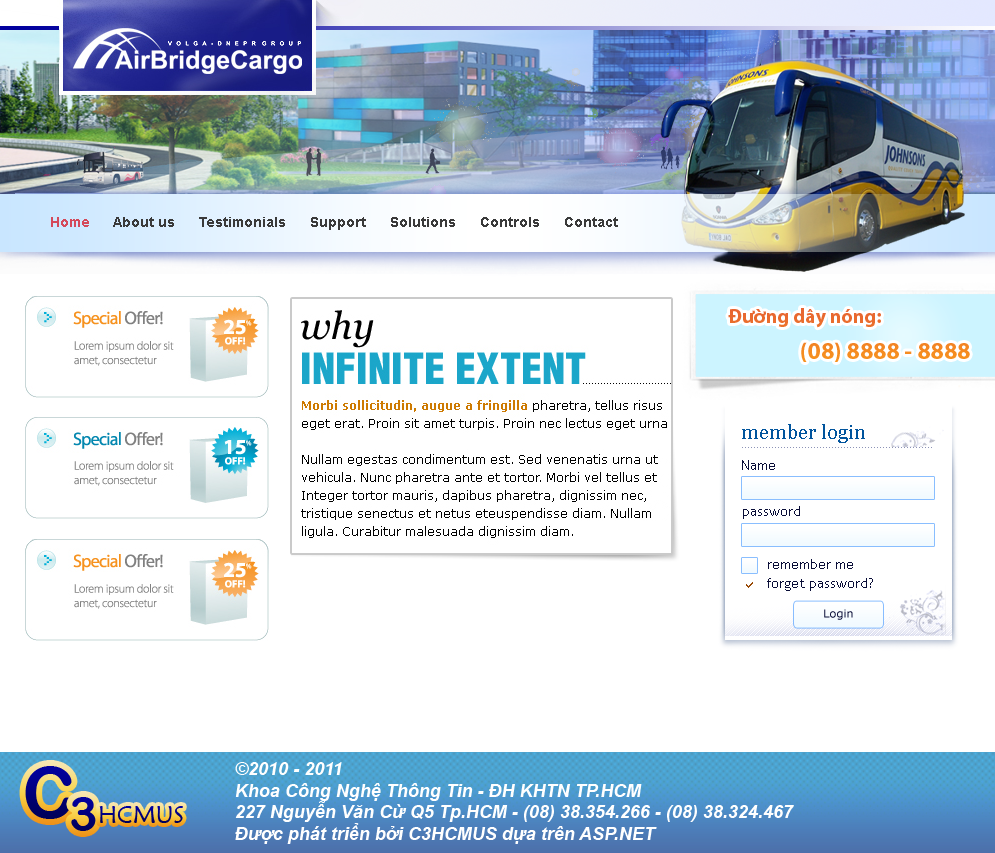 VOLGA-DNEPR GROUP
AirBridgeCargo
JOHNSONS
JOHNSONS
Home About us Testimonials Support Solutions Controls Contact
Special Offer!
Lorem ipsum dolor sit
amet, consectetur
25%
OFF!
Special Offer!
Lorem ipsum dolor sit
amet, consectetur
15%
OFF!
Special Offer!
Lorem ipsum dolor sit
amet, consectetur
25%
OFF!
why
INFINITE EXTENT
Morbi sollicitudin, augue a fringilla pharetra, tellus risus
eget erat. Proin sit amet turpis. Proin nec lectus eget urna
Nullam egestas condimentum est. Sed venenatis urna ut
vehicula. Nunc pharetra ante et tortor. Morbi vel tellus et
Integer tortor mauris, dapibus pharetra, dignissim nec,
tristique senectus et netus eteuspendisse diam. Nullam
ligula. Curabitur malesuada dignissim diam.
Đường dây nóng:
(08) 8888 - 8888
member login
Name
password
remember me
forget password?
Login
C3HCMUS
©2010 - 2011
Khoa Công Nghệ Thông Tin - ĐH KHTN TP.HCM
227 Nguyễn Văn Cừ Q5 Tp.HCM - (08) 38.354.266 - (08) 38.324.467
Được phát triển bởi C3HCMUS dựa trên ASP.NET